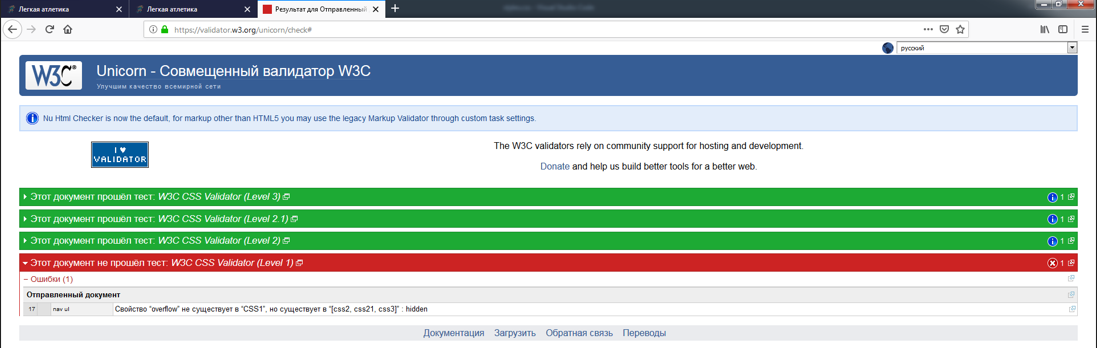 Легкая атлетика
Легкая атлетика
Результат для Отправленный
https://validator.w3.org/unicorn/check#
русский
W3C®
Unicorn - Совмещенный валидатор W3C
Улучшим качество всемирной сети
Nu Html Checker is now the default, for markup other than HTML5 you may use the legacy Markup Validator through custom task settings.
I ♥
VALIDATOR
The W3C validators rely on community support for hosting and development.
Donate and help us build better tools for a better web.
Этот документ прошёл тест: W3C CSS Validator (Level 3) 1
Этот документ прошёл тест: W3C CSS Validator (Level 2.1) 1
Этот документ прошёл тест: W3C CSS Validator (Level 2) 1
Этот документ не прошёл тест: W3C CSS Validator (Level 1) 1
– Ошибки (1)
Отправленный документ
17 nav ul Свойство “overflow” не существует в “CSS1”, но существует в “[css2, css21, css3]” : hidden
Документация Загрузить Обратная связь Переводы